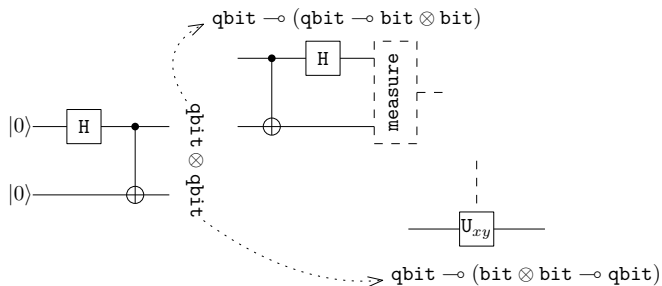 qbit ⊸ (qbit ⊸ bit ⊗ bit)
H
measure
|0⟩ H
qbit ⊗ qbit
|0⟩
U_{xy}
qbit ⊸ (bit ⊗ bit ⊸ qbit)